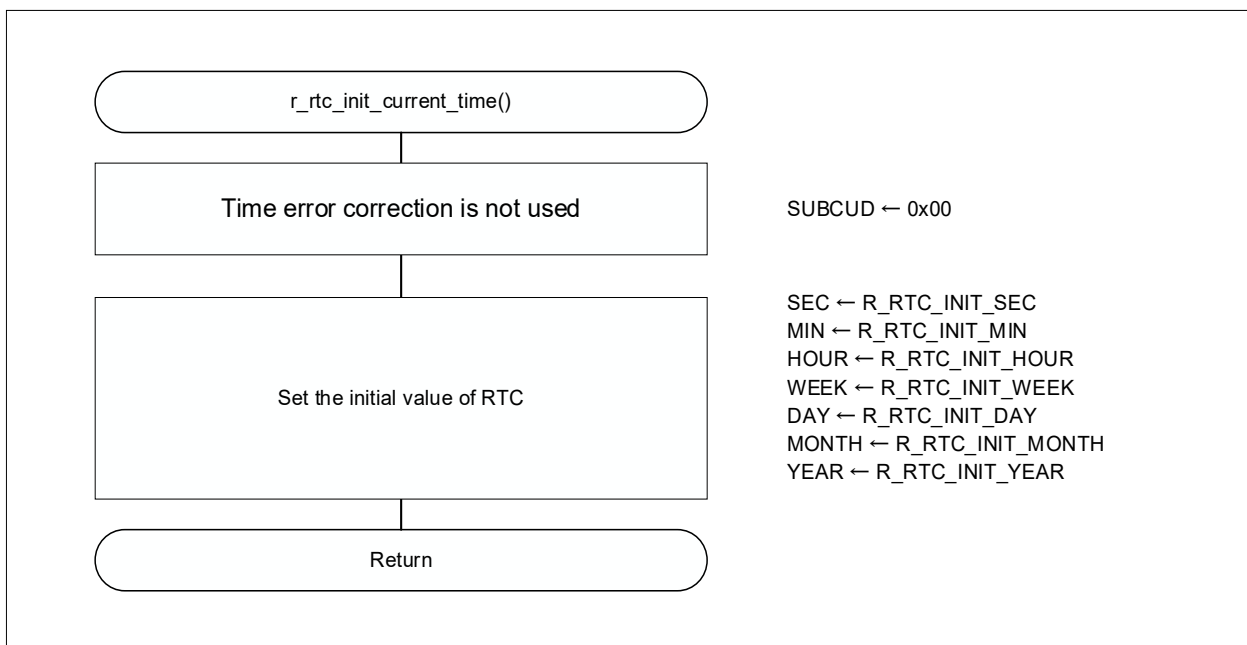 r_rtc_init_current_time()
Time error correction is not used
SUBCUD ← 0x00
Set the initial value of RTC
SEC ← R_RTC_INIT_SEC
MIN ← R_RTC_INIT_MIN
HOUR ← R_RTC_INIT_HOUR
WEEK ← R_RTC_INIT_WEEK
DAY ← R_RTC_INIT_DAY
MONTH ← R_RTC_INIT_MONTH
YEAR ← R_RTC_INIT_YEAR
Return